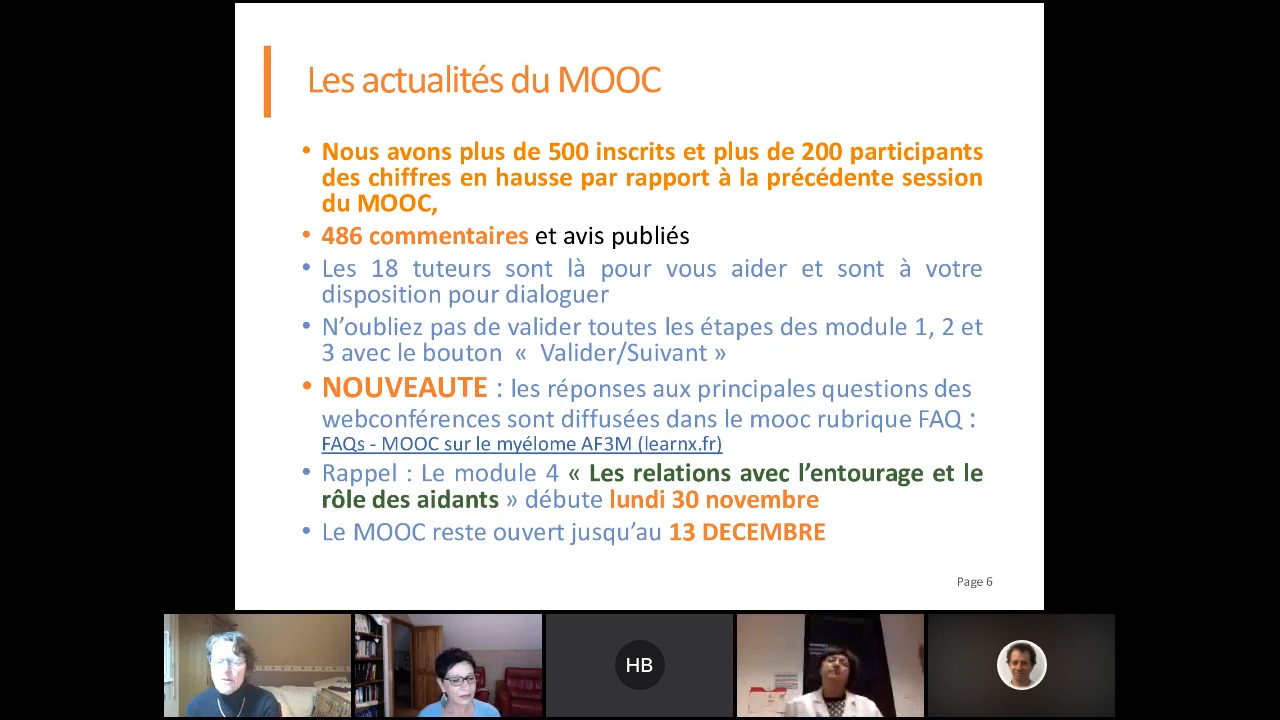 Les actualités du MOOC
• Nous avons plus de 500 inscrits et plus de 200 participants
des chiffres en hausse par rapport à la précédente session
du MOOC,
• 486 commentaires et avis publiés
• Les 18 tuteurs sont là pour vous aider et sont à votre
disposition pour dialoguer
• N’oubliez pas de valider toutes les étapes des module 1, 2 et
3 avec le bouton « Valider/Suivant »
• NOUVEAUTE : les réponses aux principales questions des
webconférences sont diffusées dans le mooc rubrique FAQ :
FAQs - MOOC sur le myélome AF3M (learnx.fr)
• Rappel : Le module 4 « Les relations avec l’entourage et le
rôle des aidants » débute lundi 30 novembre
• Le MOOC reste ouvert jusqu’au 13 DECEMBRE
Page 6
HB